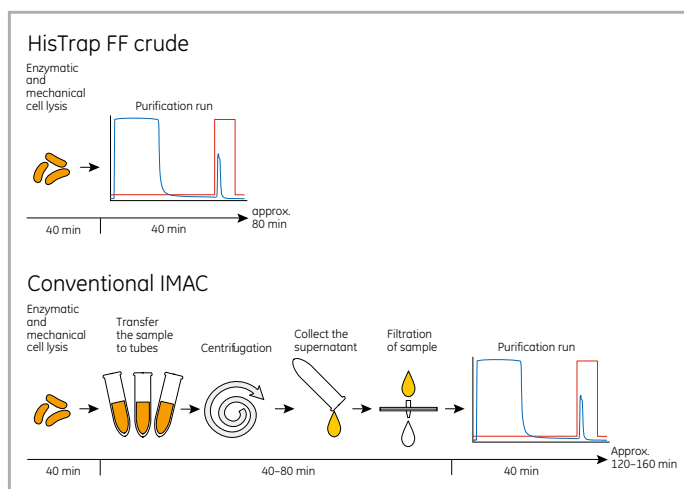 HisTrap FF crude
Enzymatic
and
mechanical
cell lysis
Purification run
40 min
40 min
approx.
80 min
Conventional IMAC
Enzymatic
and
mechanical
cell lysis
Transfer
the sample
to tubes
Centrifugation
Collect the
supernatant
Filtration
of sample
Purification run
40 min
40–80 min
40 min
Approx.
120–160 min